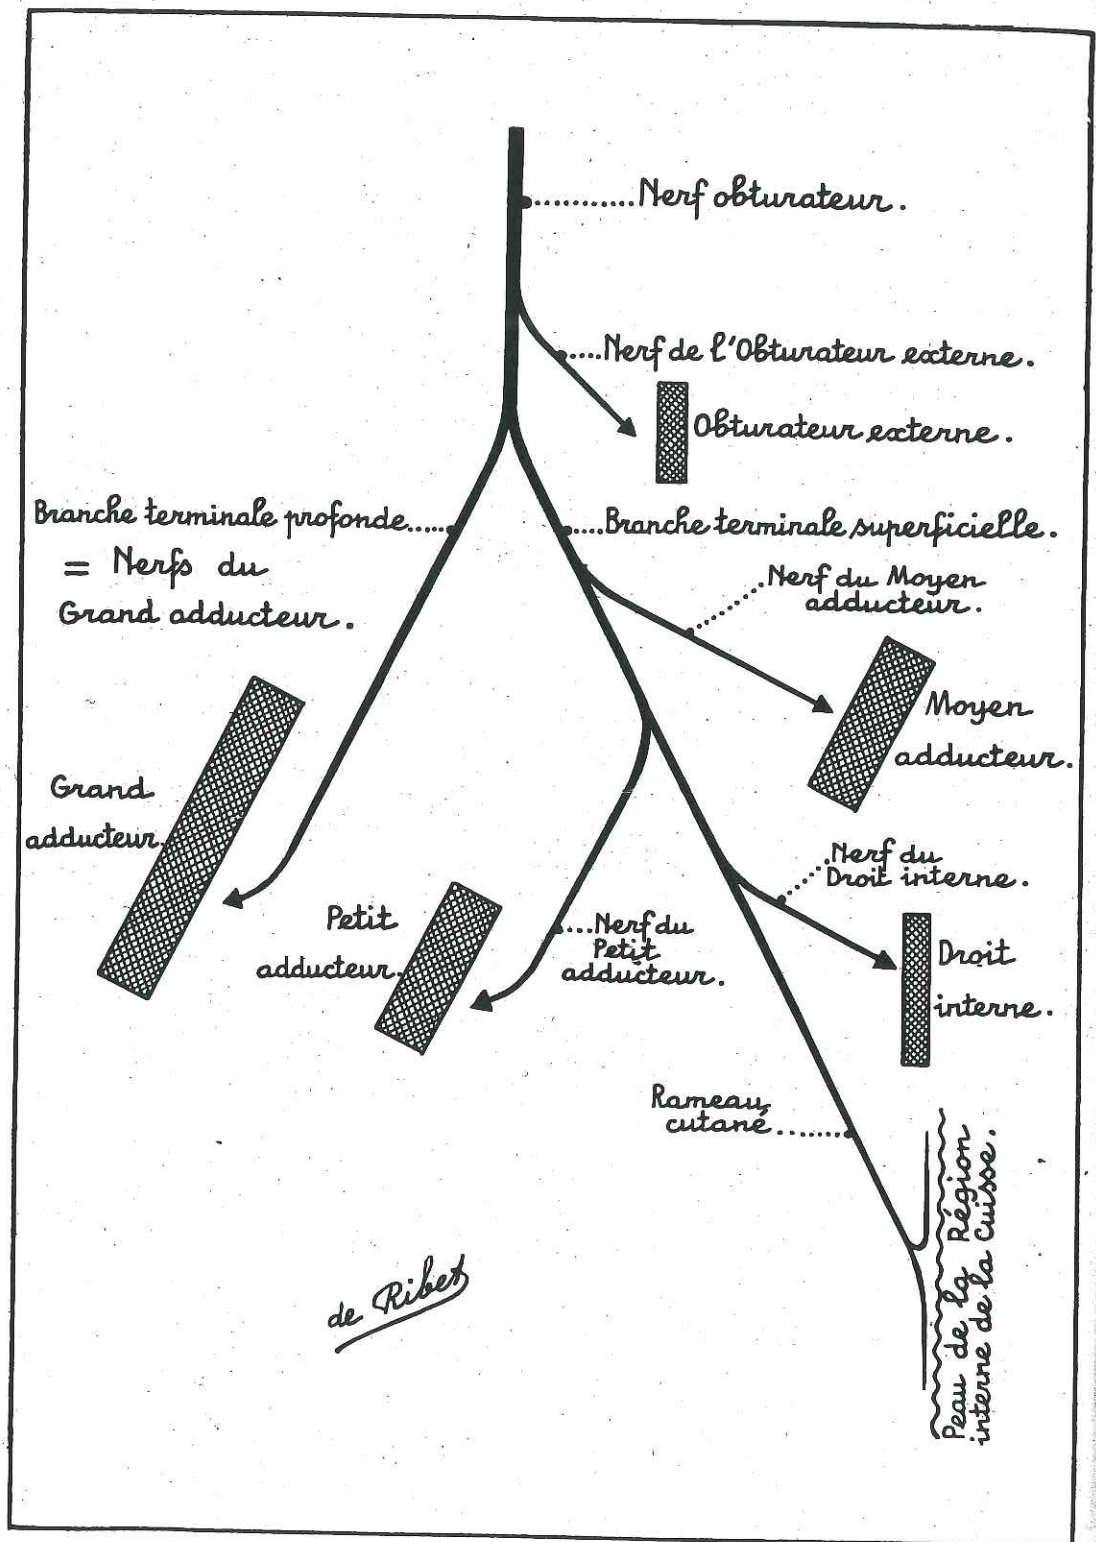 Nerf obturateur.
Nerf de l'Obturateur externe.
Obturateur externe.
Branche terminale profonde
= Nerfs du
Grand adducteur.
Branche terminale superficielle.
Nerf du Moyen
adducteur.
Moyen
adducteur.
Grand
adducteur.
Nerf du
Droit interne.
Petit
adducteur.
Nerf du
Petit
adducteur.
Droit
interne.
Rameau
cutané
Peau de la Région
interne de la Cuisse.
de Ribet